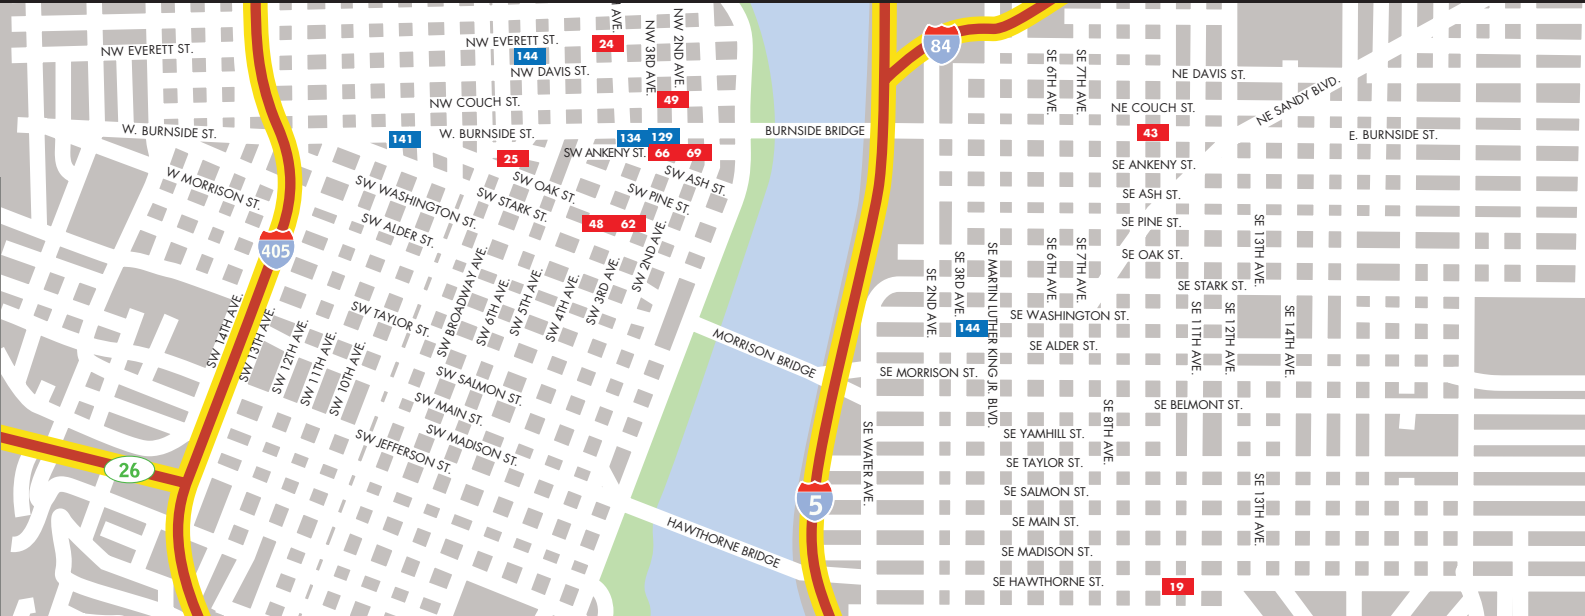 AVE.
NW 3RD AVE.
NW 2ND AVE.
NW EVERETT ST.
NW EVERETT ST.
24
144
84
NW DAVIS ST.
NE DAVIS ST.
SE 6TH AVE.
SE 7TH AVE.
NE SANDY BLVD.
NW COUCH ST.
49
NE COUCH ST.
W. BURNSIDE ST.
141
W. BURNSIDE ST.
134
129
BURNSIDE BRIDGE
43
E. BURNSIDE ST.
25
SW ANKENY ST.
66
69
SE ANKENY ST.
W MORRISON ST.
SW WASHINGTON ST.
SW OAK ST.
SW ASH ST.
SW STARK ST.
SW PINE ST.
SE ASH ST.
SW ALDER ST.
48
62
SE PINE ST.
405
SE OAK ST.
SE 13TH AVE.
SE 6TH AVE.
SE 7TH AVE.
SE 2ND AVE.
SE 3RD AVE.
SE MARTIN LUTHER KING JR. BLVD.
SW 2ND AVE.
SW 3RD AVE.
SW 4TH AVE.
SW 5TH AVE.
SW 6TH AVE.
SW BROADWAY AVE.
SE STARK ST.
SW 14TH AVE.
SW 13TH AVE.
SW 12TH AVE.
SW 11TH AVE.
SW 10TH AVE.
SW TAYLOR ST.
SE WASHINGTON ST.
144
SE 11TH AVE.
SE 12TH AVE.
SE 14TH AVE.
MORRISON BRIDGE
SE ALDER ST.
SE MORRISON ST.
SW SALMON ST.
SW MAIN ST.
SE BELMONT ST.
SE 8TH AVE.
SW JEFFERSON ST.
SW MADISON ST.
SE WATER AVE.
SE YAMHILL ST.
26
SE TAYLOR ST.
5
SE SALMON ST.
SE 13TH AVE.
HAWTHORNE BRIDGE
SE MAIN ST.
SE MADISON ST.
SE HAWTHORNE ST.
19